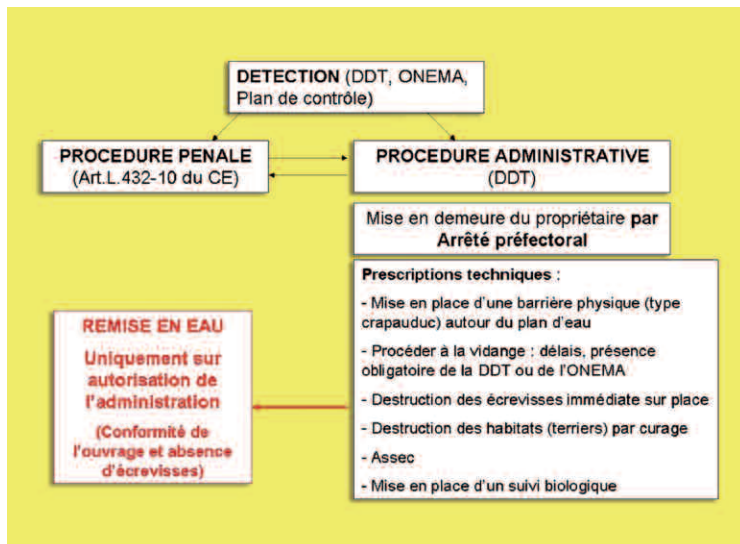 DETECTION (DDT, ONEMA,
Plan de contrôle)
PROCEDURE PENALE
(Art.L.432-10 du CE)
PROCEDURE ADMINISTRATIVE
(DDT)
Mise en demeure du propriétaire par
Arrêté préfectoral
Prescriptions techniques :
- Mise en place d'une barrière physique (type
crapauduc) autour du plan d'eau
- Procéder à la vidange : délais, présence
obligatoire de la DDT ou de l'ONEMA
- Destruction des écrevisses immédiate sur place
- Destruction des habitats (terriers) par curage
- Assec
- Mise en place d'un suivi biologique
REMISE EN EAU
Uniquement sur
autorisation de
l'administration
(Conformité de
l'ouvrage et absence
d'écrevisses)